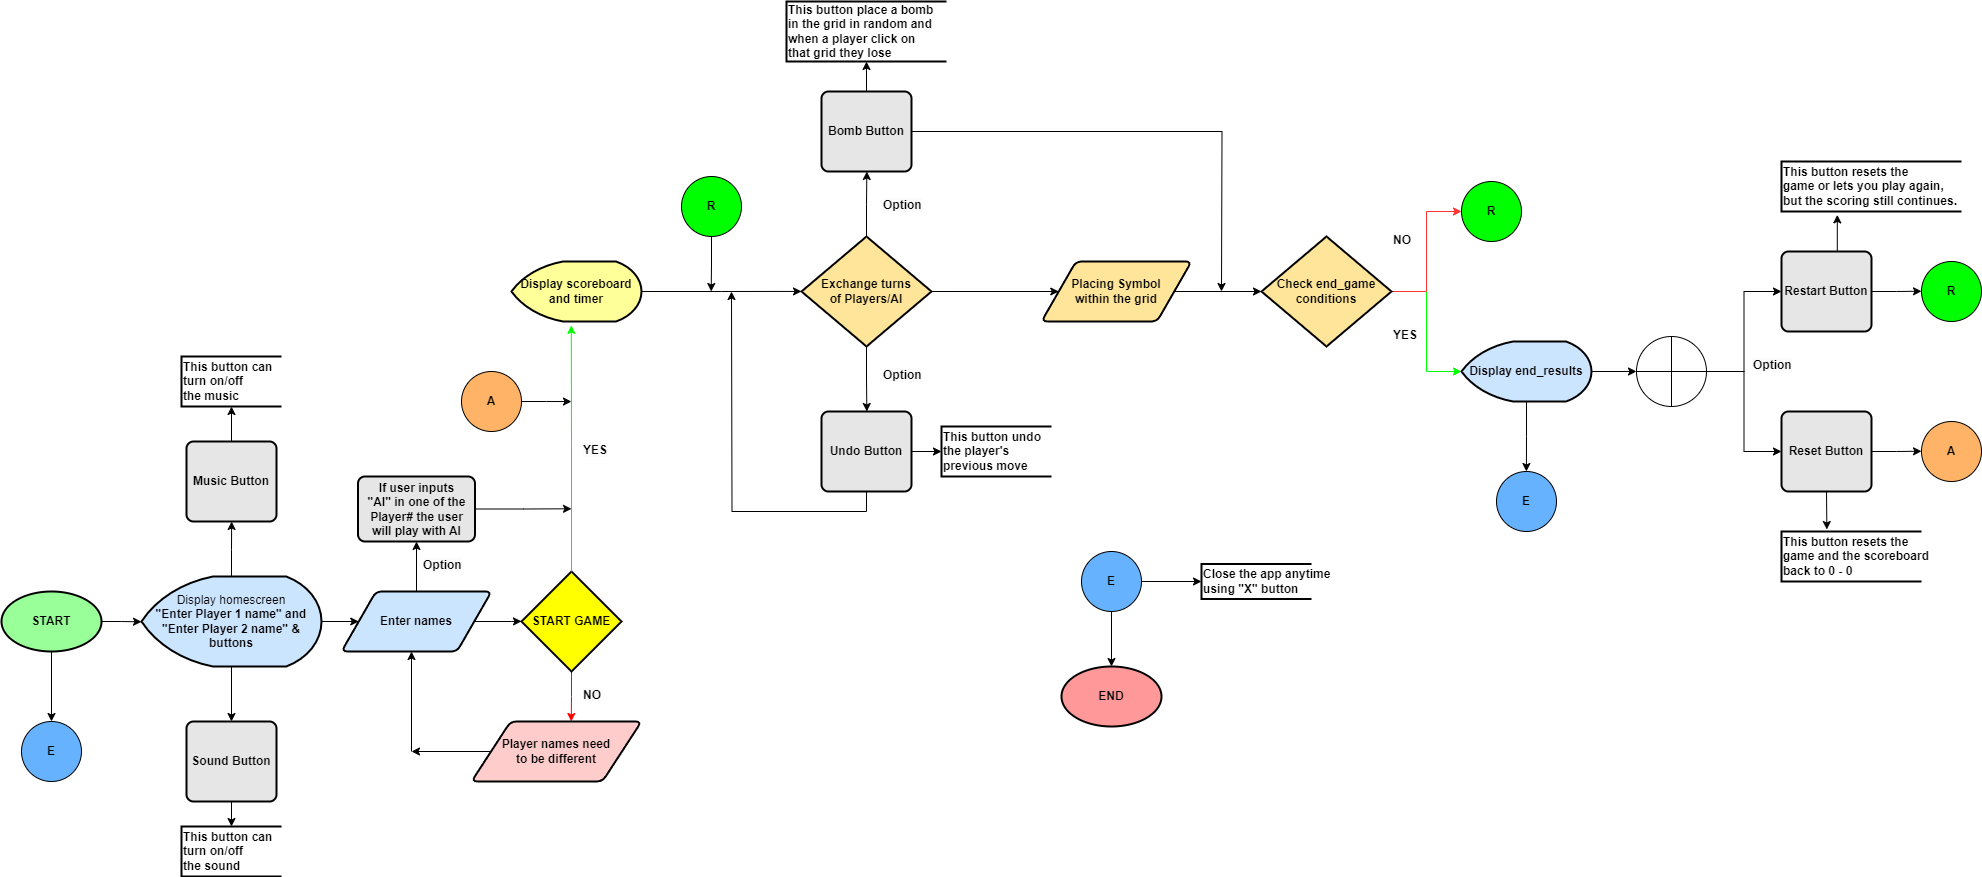 This button place a bomb
in the grid in random and
when a player click on
that grid they lose
Bomb Button
Option
R
Display scoreboard
and timer
Exchange turns
of Players/AI
Placing Symbol
within the grid
Check end_game
conditions
NO
R
YES
Display end_results
E
Option
This button resets the
game or lets you play again,
but the scoring still continues.
Restart Button
R
Reset Button
A
This button resets the
game and the scoreboard
back to 0 - 0
Option
Undo Button
This button undo
the player's
previous move
A
YES
This button can
turn on/off
the music
Music Button
If user inputs
"AI" in one of the
Player# the user
will play with AI
Option
START
Display homescreen
"Enter Player 1 name" and
"Enter Player 2 name" &
buttons
Enter names
START GAME
NO
Player names need
to be different
E
Sound Button
This button can
turn on/off
the sound
E
Close the app anytime
using "X" button
END